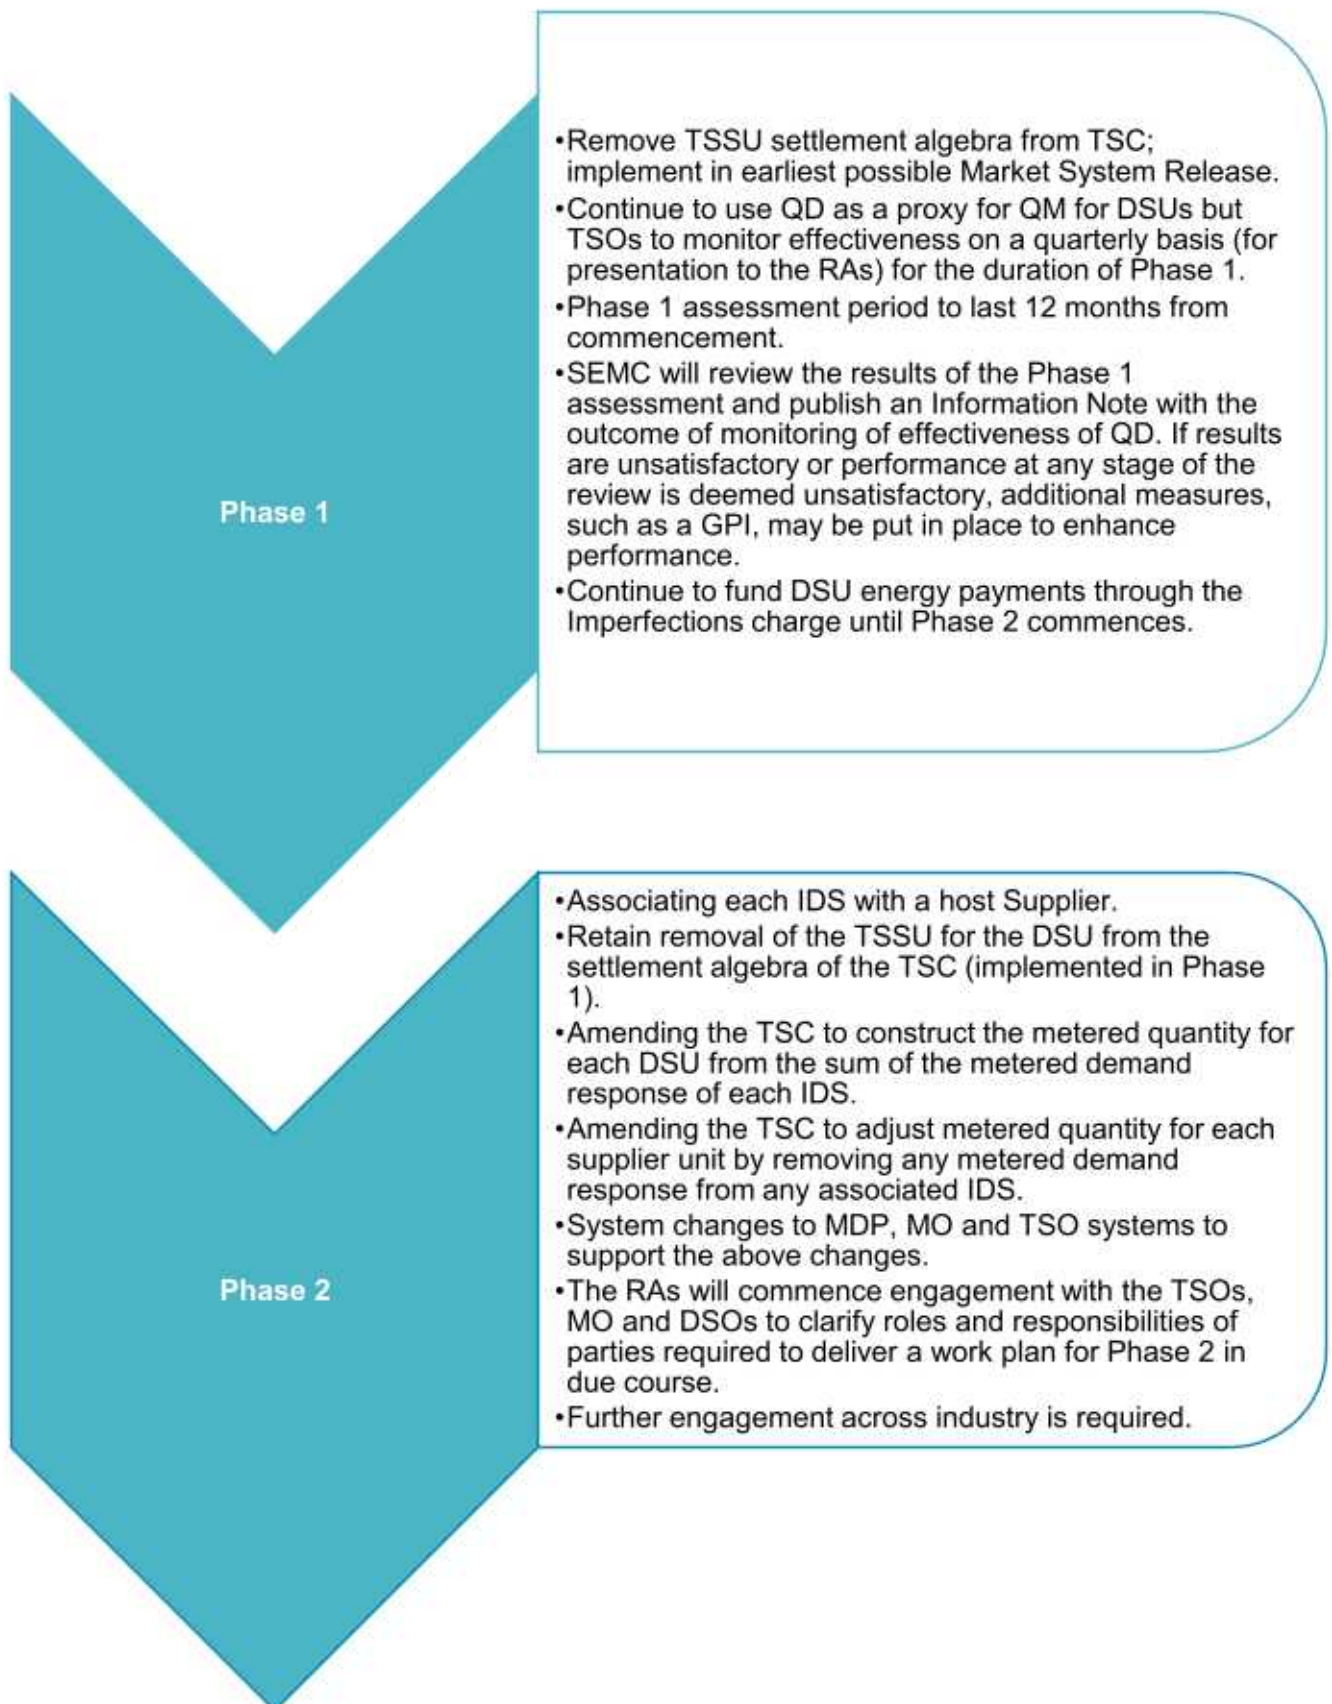 Phase 1
•Remove TSSU settlement algebra from TSC;
implement in earliest possible Market System Release.
•Continue to use QD as a proxy for QM for DSUs but
TSOs to monitor effectiveness on a quarterly basis (for
presentation to the RAs) for the duration of Phase 1.
•Phase 1 assessment period to last 12 months from
commencement.
•SEMC will review the results of the Phase 1
assessment and publish an Information Note with the
outcome of monitoring of effectiveness of QD. If results
are unsatisfactory or performance at any stage of the
review is deemed unsatisfactory, additional measures,
such as a GPI, may be put in place to enhance
performance.
•Continue to fund DSU energy payments through the
Imperfections charge until Phase 2 commences.
Phase 2
•Associating each IDS with a host Supplier.
•Retain removal of the TSSU for the DSU from the
settlement algebra of the TSC (implemented in Phase
1).
•Amending the TSC to construct the metered quantity for
each DSU from the sum of the metered demand
response of each IDS.
•Amending the TSC to adjust metered quantity for each
supplier unit by removing any metered demand
response from any associated IDS.
•System changes to MDP, MO and TSO systems to
support the above changes.
•The RAs will commence engagement with the TSOs,
MO and DSOs to clarify roles and responsibilities of
parties required to deliver a work plan for Phase 2 in
due course.
•Further engagement across industry is required.